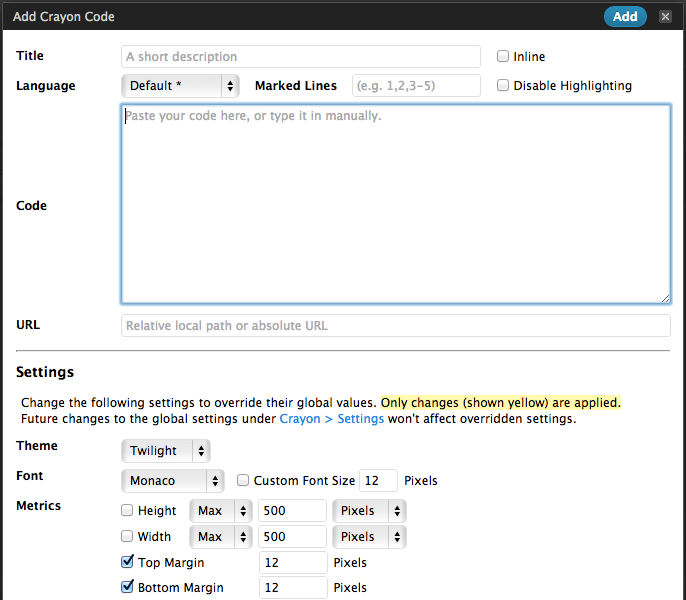 Add Crayon Code Add
Title A short description Inline
Language Default * Marked Lines (e.g. 1,2,3-5) Disable Highlighting
Paste your code here, or type it in manually.
Code
URL Relative local path or absolute URL
Settings
Change the following settings to override their global values. Only changes (shown yellow) are applied.
Future changes to the global settings under Crayon > Settings won't affect overridden settings.
Theme Twilight
Font Monaco Custom Font Size 12 Pixels
Metrics Height Max 500 Pixels
Width Max 500 Pixels
Top Margin 12 Pixels
Bottom Margin 12 Pixels